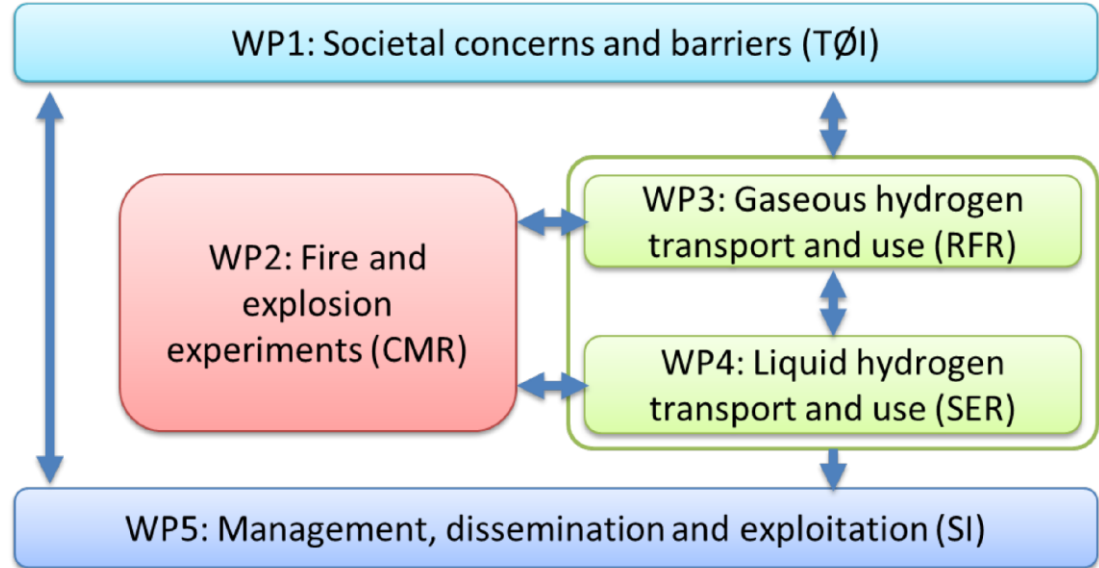 WP1: Societal concerns and barriers (TØI)
WP2: Fire and
explosion
experiments (CMR)
WP3: Gaseous hydrogen
transport and use (RFR)
WP4: Liquid hydrogen
transport and use (SER)
WP5: Management, dissemination and exploitation (SI)